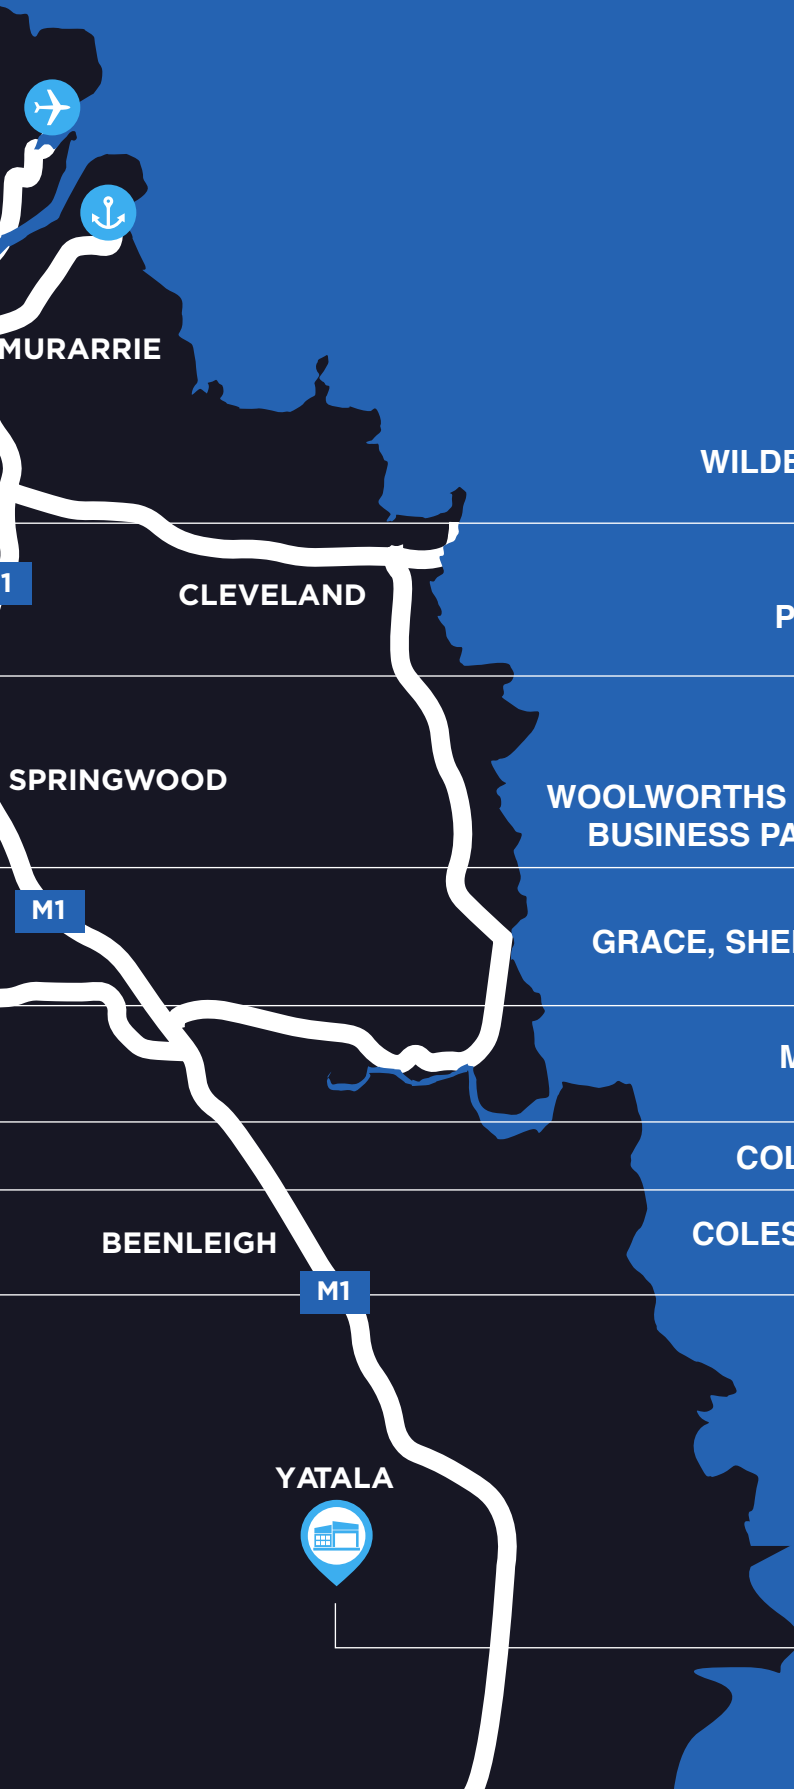 MURARRIE
WILDE
CLEVELAND
1
P
SPRINGWOOD
WOOLWORTHS
BUSINESS PA
M1
GRACE, SHE
M
COL
COLES
BEENLEIGH
M1
YATALA